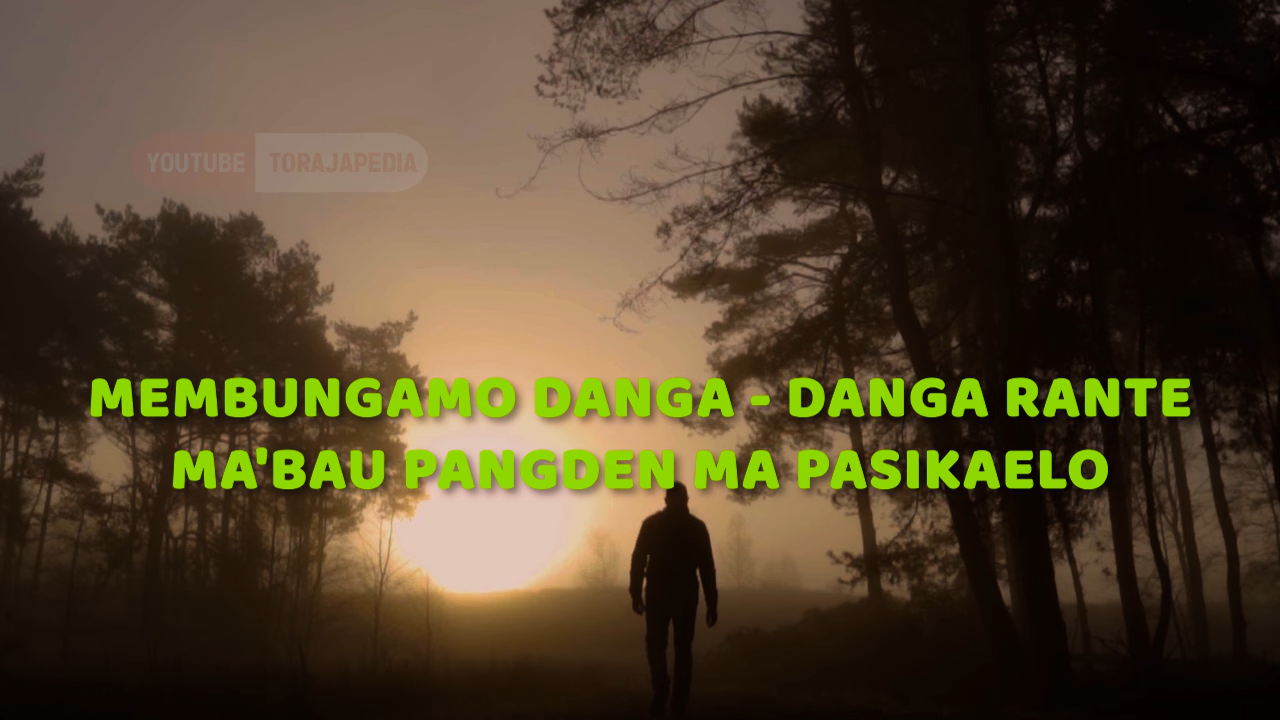 YOUTUBE TORAJAPEDIA
MEMBUNGAMO DANGA - DANGA RANTE
MA'BAU PANGDEN MA PASIKAELO